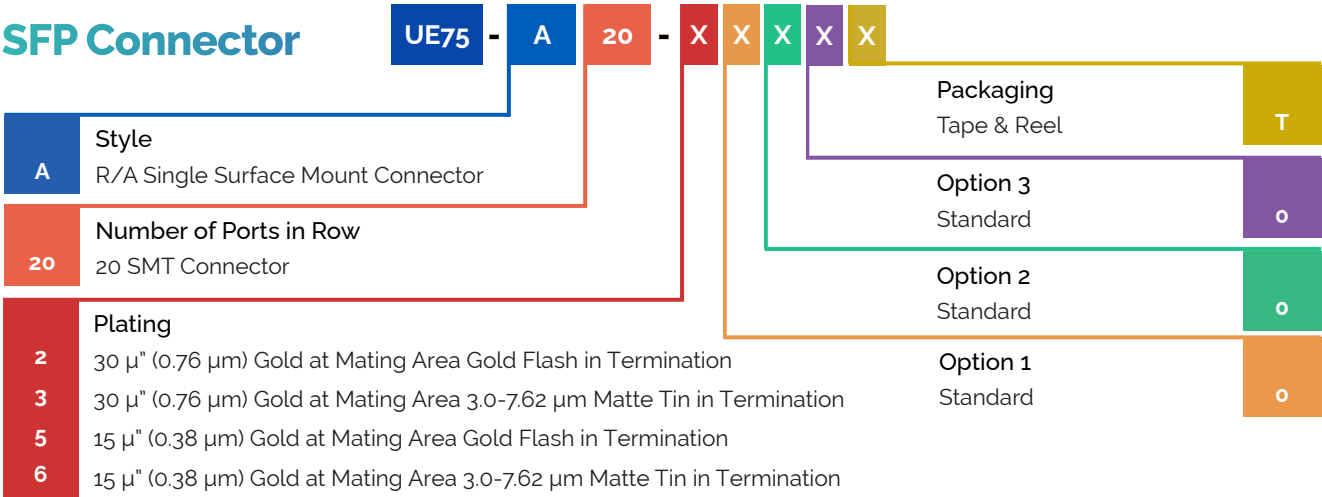 SFP Connector
UE75 - A 20 - X X X X X
A
Style
R/A Single Surface Mount Connector
20
Number of Ports in Row
20 SMT Connector
Plating
2 30 µ” (0.76 µm) Gold at Mating Area Gold Flash in Termination
3 30 µ” (0.76 µm) Gold at Mating Area 3.0-7.62 µm Matte Tin in Termination
5 15 µ” (0.38 µm) Gold at Mating Area Gold Flash in Termination
6 15 µ” (0.38 µm) Gold at Mating Area 3.0-7.62 µm Matte Tin in Termination
Packaging
Tape & Reel T
Option 3
Standard 0
Option 2
Standard 0
Option 1
Standard 0